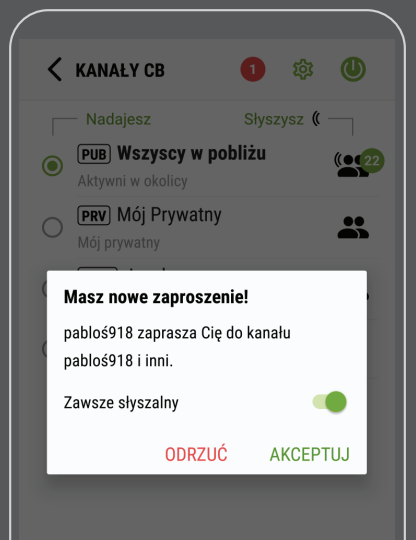 KANAŁY CB
1
Nadajesz
Słyszysz
PUB Wszyscy w pobliżu
22
Aktywni w okolicy
PRV Mój Prywatny
Mój prywatny
Masz nowe zaproszenie!
pabloś918 zaprasza Cię do kanału
pabloś918 i inni.
Zawsze słyszalny
ODRZUĆ
AKCEPTUJ